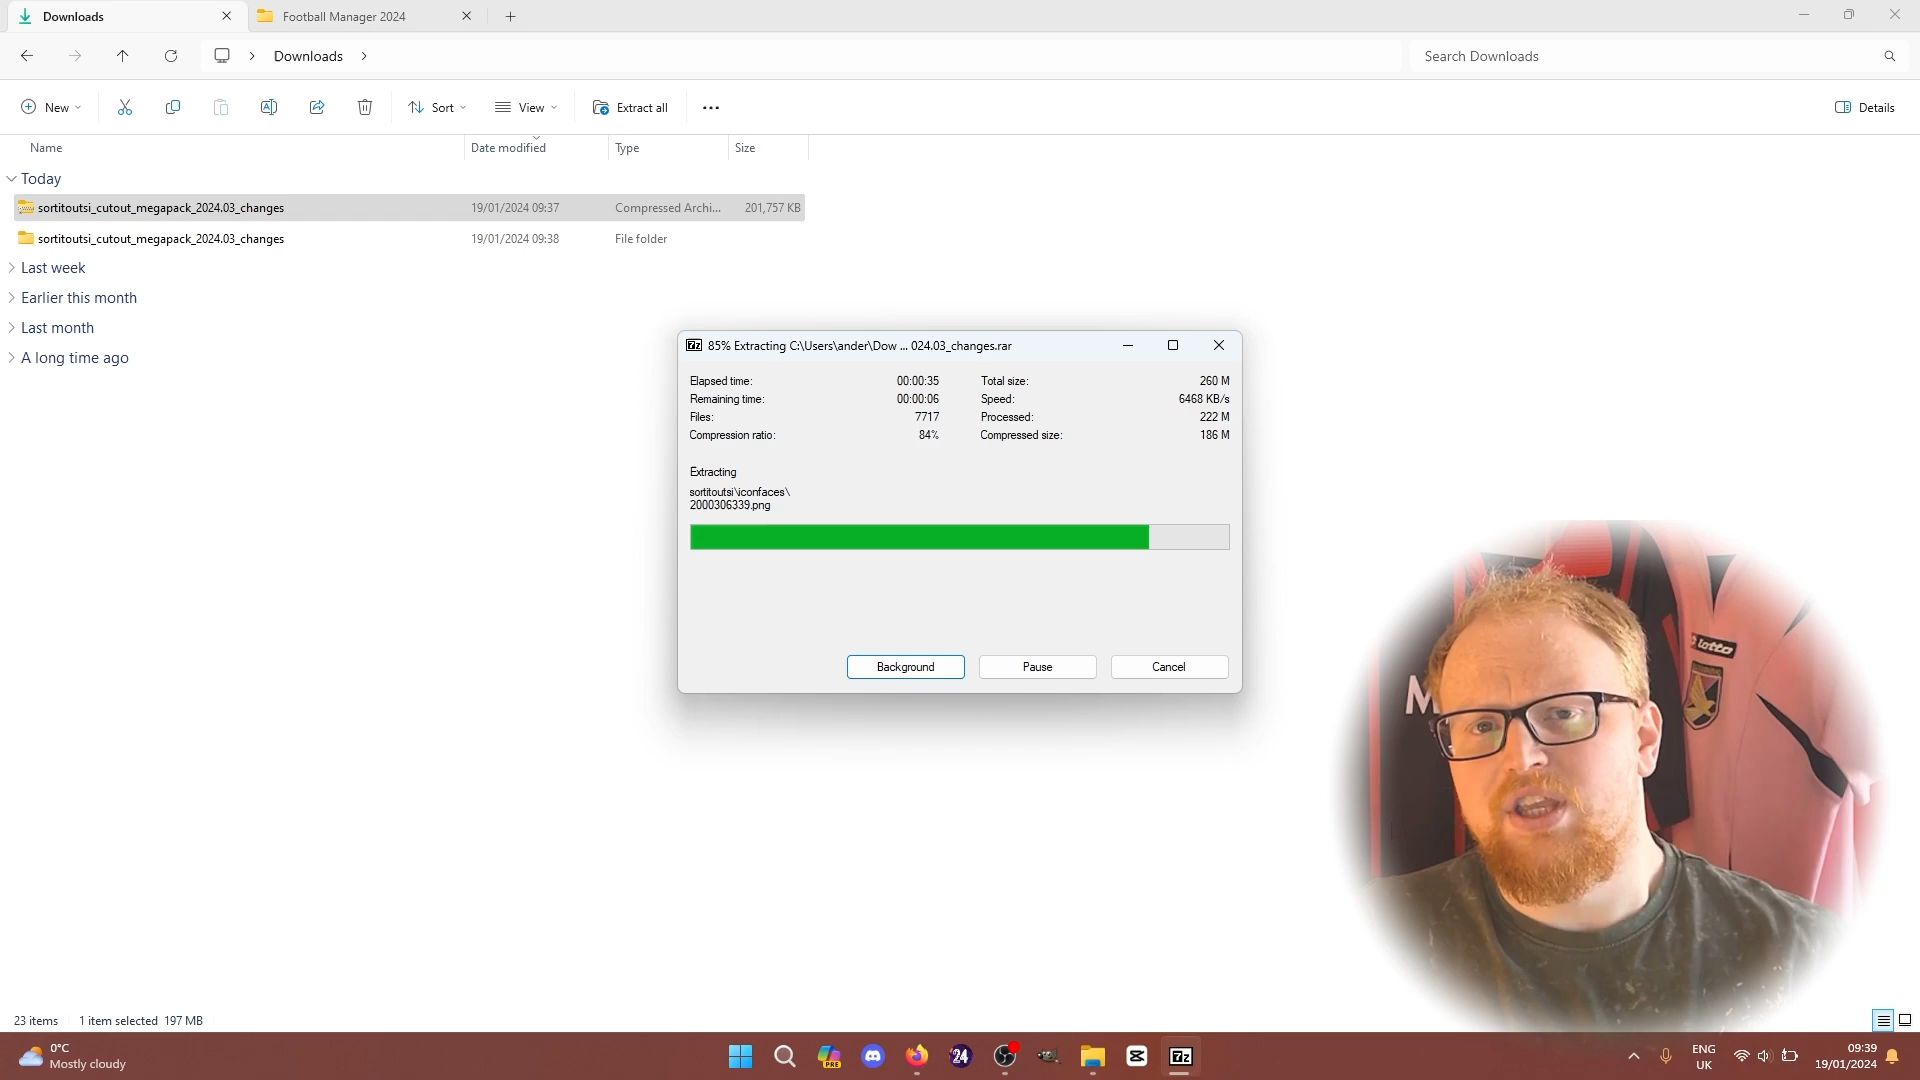 Downloads
Football Manager 2024
Downloads
Search Downloads
New
Sort
View
Extract all
Details
Name
Date modified
Type
Size
Today
sortitoutsi_cutout_megapack_2024.03_changes 19/01/2024 09:37 Compressed Archi... 201,757 KB
sortitoutsi_cutout_megapack_2024.03_changes 19/01/2024 09:38 File folder
Last week
Earlier this month
Last month
A long time ago
7z 85% Extracting C:\Users\ander\Dow ... 024.03_changes.rar
Elapsed time: 00:00:35 Total size: 260 M
Remaining time: 00:00:06 Speed: 6468 KB/s
Files: 7717 Processed: 222 M
Compression ratio: 84% Compressed size: 186 M
Extracting
sortitoutsi\iconfaces\
2000306339.png
Background
Pause
Cancel
lotto
M
23 items 1 item selected 197 MB
0°C
Mostly cloudy
PRE
24
7z
ENG
UK
09:39
19/01/2024